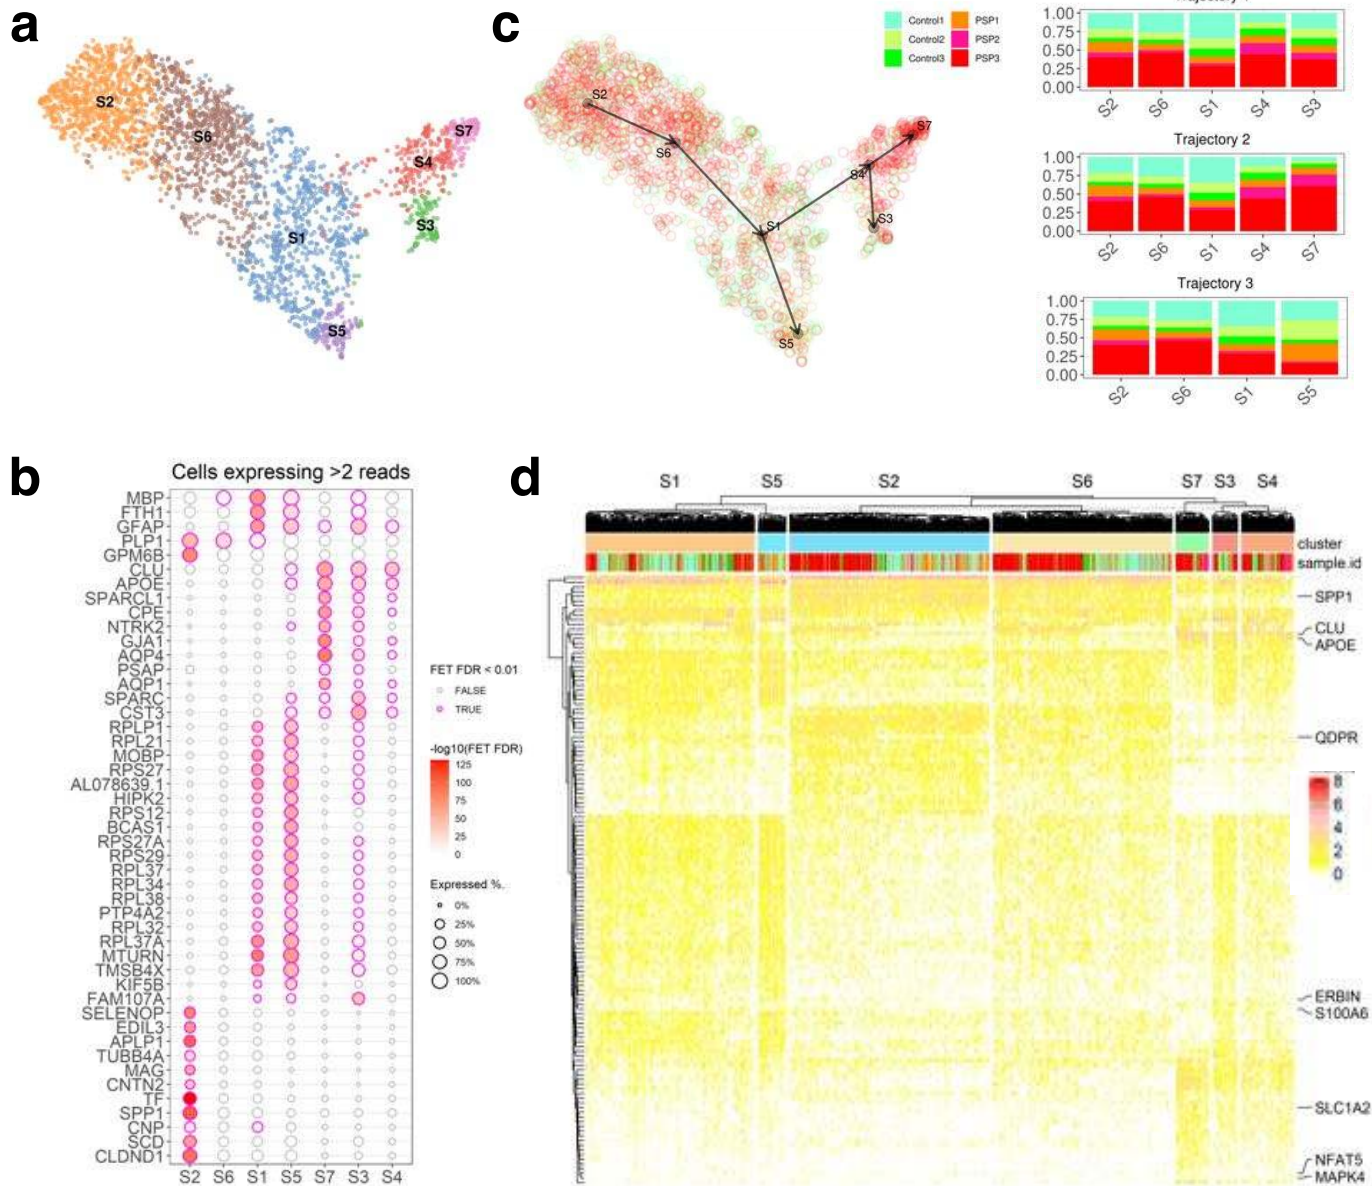 a
S2
S6
S7
S4
S3
S1
S5
c
Control1
PSP1
Control2
PSP2
Control3
PSP3
S2
S6
S7
S4
S1
S3
S5
1.00
0.75
0.50
0.25
0.00
S2
S6
S1
S4
S3
Trajectory 2
1.00
0.75
0.50
0.25
0.00
S2
S6
S1
S4
S7
Trajectory 3
1.00
0.75
0.50
0.25
0.00
S2
S6
S1
S5
b
Cells expressing >2 reads
MBP
FTH1
GFAP
PLP1
GPM6B
CLU
APOE
SPARCL1
CPE
NTRK2
GJA1
AQP4
PSAP
AQP1
SPARC
CST3
RPLP1
RPL21
MOBP
RPS27
AL078639.1
HIPK2
RPS12
BCAS1
RPS27A
RPS29
RPL37
RPL34
RPL38
PTP4A2
RPL32
RPL37A
MTURN
TMSB4X
KIF5B
FAM107A
SELENOP
EDIL3
APLP1
TUBB4A
MAG
CNTN2
TF
SPP1
CNP
SCD
CLDND1
S2 S6 S1 S5 S7 S3 S4
FET FDR < 0.01
FALSE
TRUE
-log10(FET FDR)
125
100
75
50
25
0
Expressed %.
0%
25%
50%
75%
100%
d
S1 S5 S2 S6 S7 S3 S4
cluster
sample.id
SPP1
CLU
APOE
QDPR
8
6
4
2
0
ERBIN
S100A6
SLC1A2
NFAT5
MAPK4